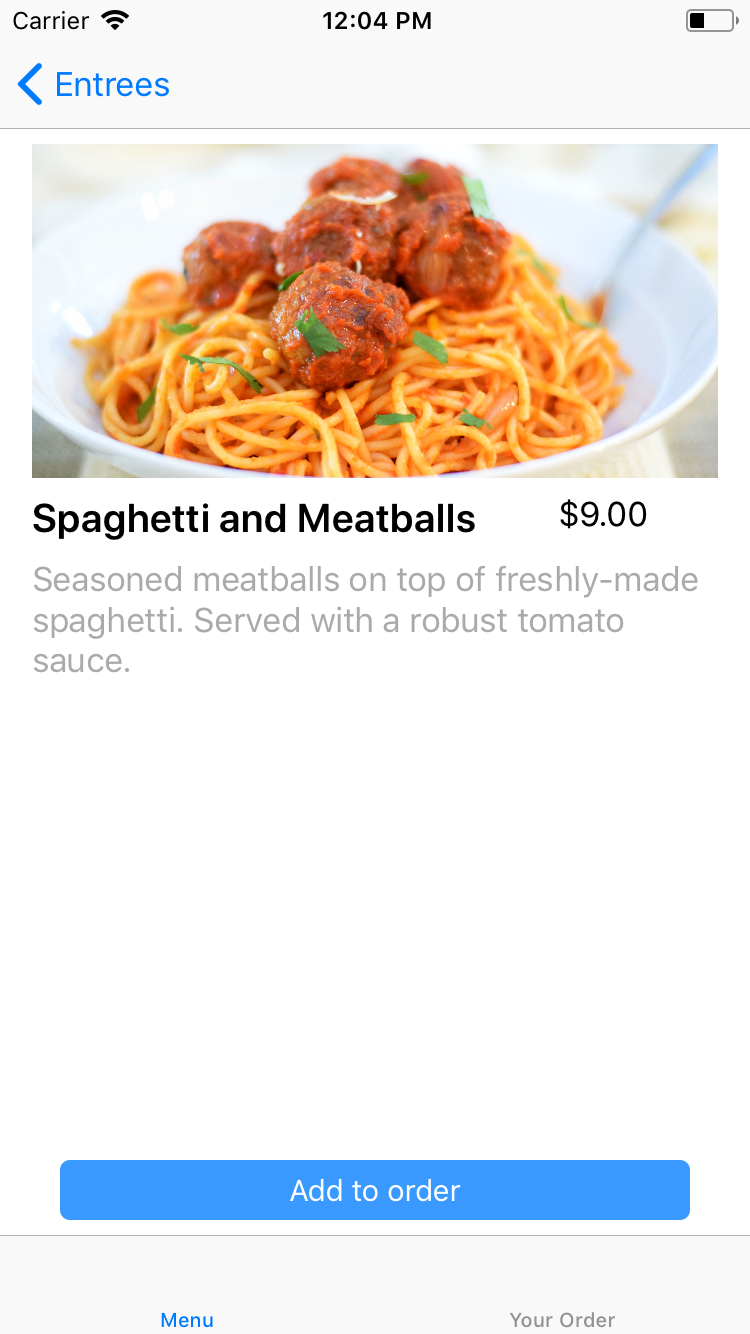 Carrier 12:04 PM
Entrees
Spaghetti and Meatballs $9.00
Seasoned meatballs on top of freshly-made
spaghetti. Served with a robust tomato
sauce.
Add to order
Menu Your Order